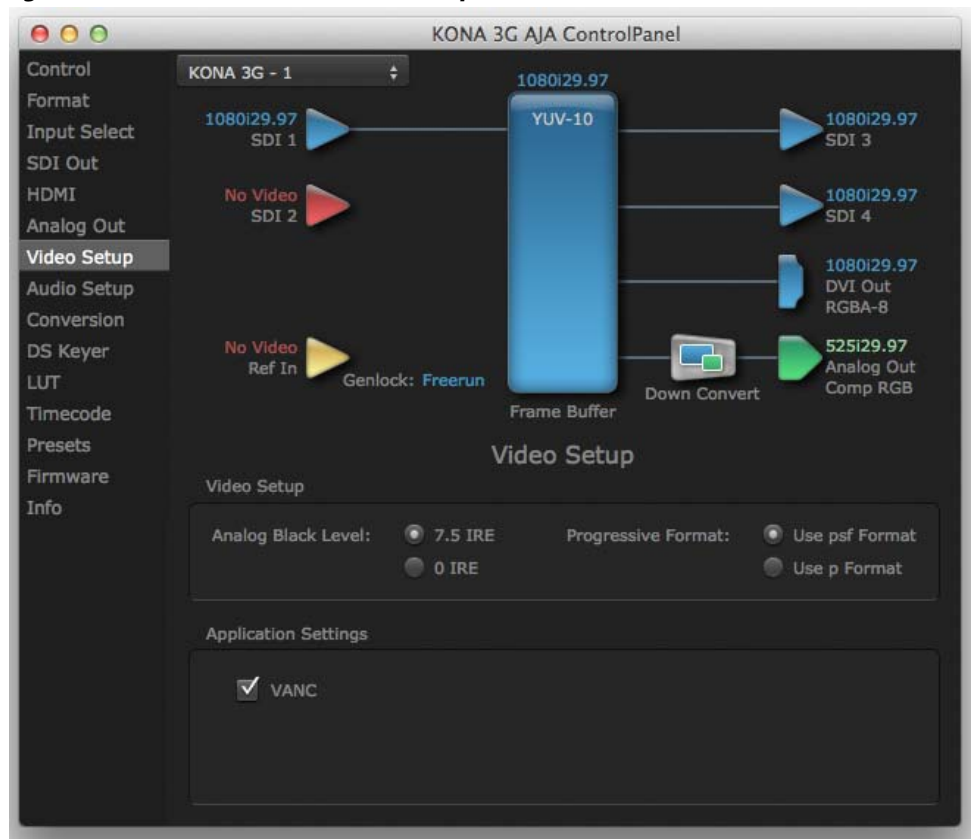 KONA 3G AJA ControlPanel
Control
Format
Input Select
SDI Out
HDMI
Analog Out
Video Setup
Audio Setup
Conversion
DS Keyer
LUT
Timecode
Presets
Firmware
Info
KONA 3G - 1
1080i29.97
YUV-10
1080i29.97
SDI 1
No Video
SDI 2
No Video
Ref In
Genlock: Freerun
Frame Buffer
Down Convert
1080i29.97
SDI 3
1080i29.97
SDI 4
1080i29.97
DVI Out
RGBA-8
525i29.97
Analog Out
Comp RGB
Video Setup
Video Setup
Analog Black Level:
7.5 IRE
0 IRE
Progressive Format:
Use psf Format
Use p Format
Application Settings
VANC